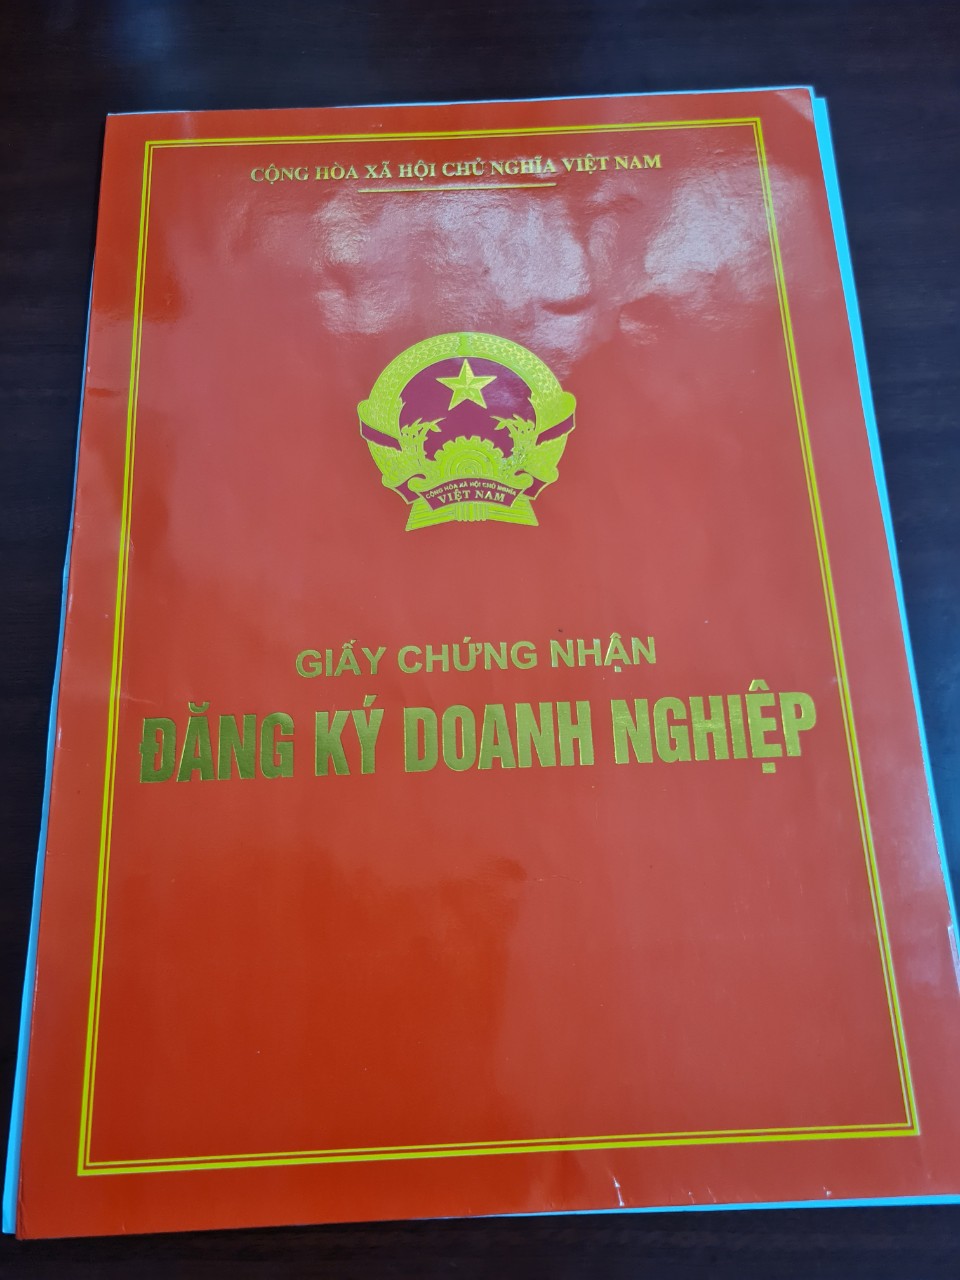 CỘNG HÒA XÃ HỘI CHỦ NGHĨA VIỆT NAM
CỘNG HÒA XÃ HỘI CHỦ NGHĨA
VIỆT NAM
GIẤY CHỨNG NHẬN
ĐĂNG KÝ DOANH NGHIỆP